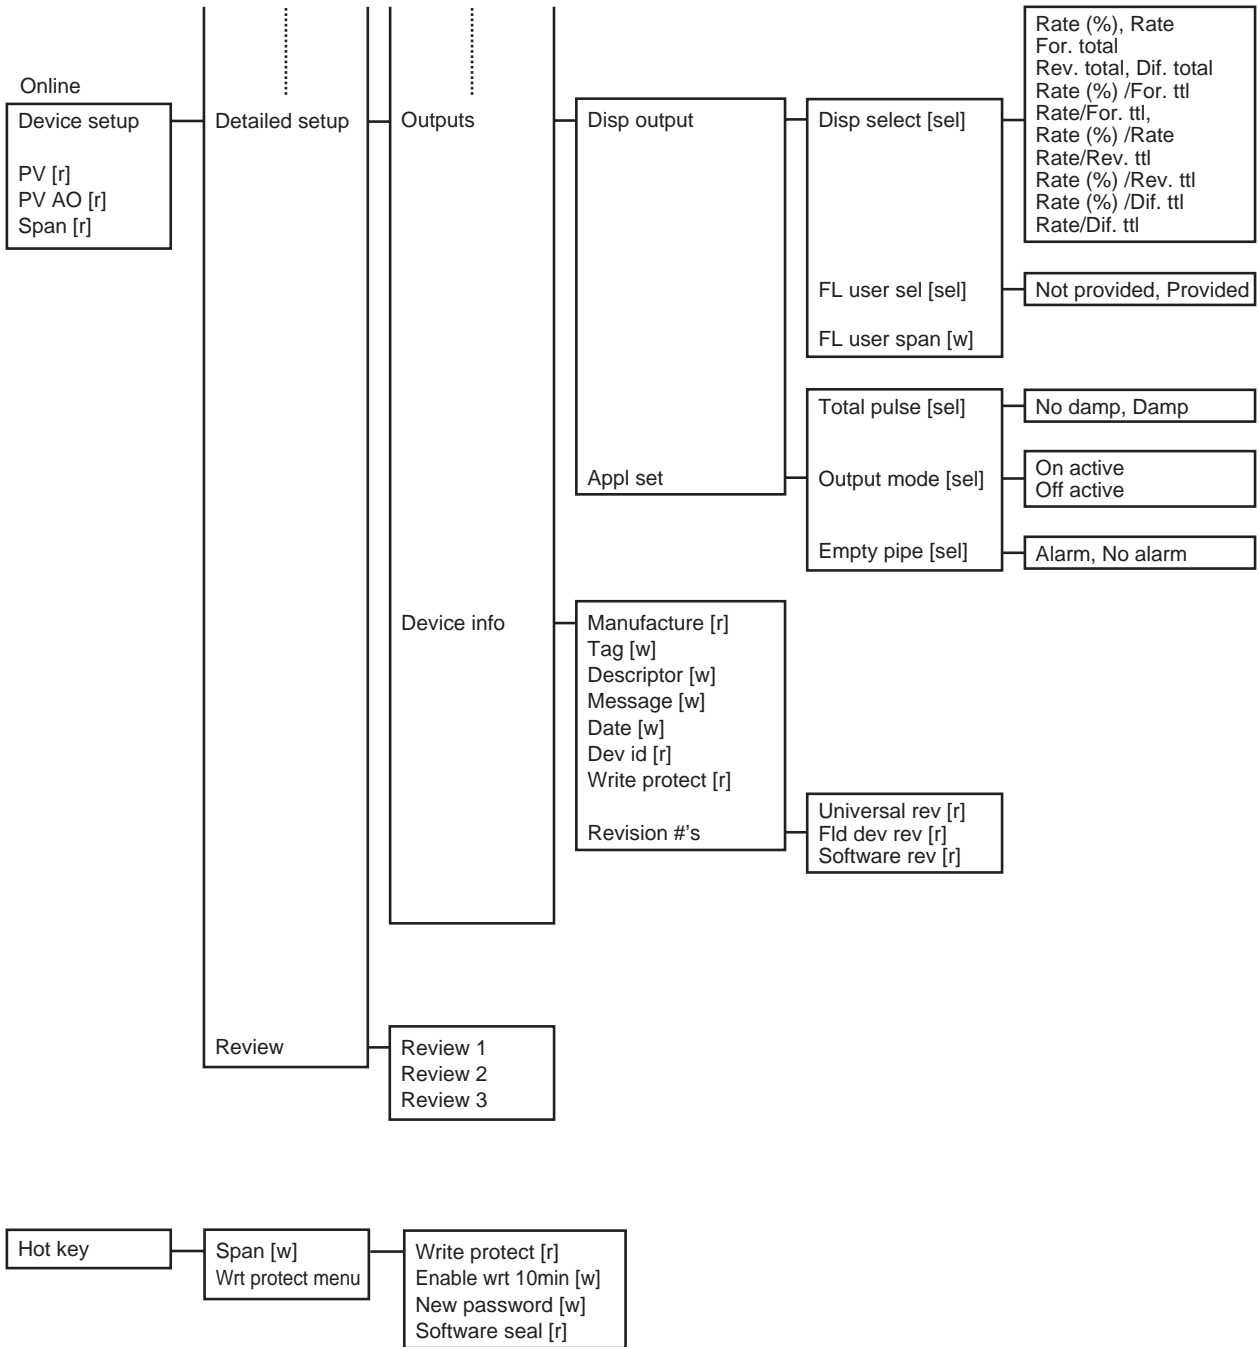 Online
Device setup
PV [r]
PV AO [r]
Span [r]
Detailed setup
Review
Outputs
Device info
Disp output
Appl set
Disp select [sel]
FL user sel [sel]
FL user span [w]
Rate (%), Rate
For. total
Rev. total, Dif. total
Rate (%) /For. ttl
Rate/For. ttl,
Rate (%) /Rate
Rate/Rev. ttl
Rate (%) /Rev. ttl
Rate (%) /Dif. ttl
Rate/Dif. ttl
Not provided, Provided
Total pulse [sel]
Output mode [sel]
Empty pipe [sel]
No damp, Damp
On active
Off active
Alarm, No alarm
Manufacture [r]
Tag [w]
Descriptor [w]
Message [w]
Date [w]
Dev id [r]
Write protect [r]
Revision #’s
Universal rev [r]
Fld dev rev [r]
Software rev [r]
Review 1
Review 2
Review 3
Hot key
Span [w]
Wrt protect menu
Write protect [r]
Enable wrt 10min [w]
New password [w]
Software seal [r]